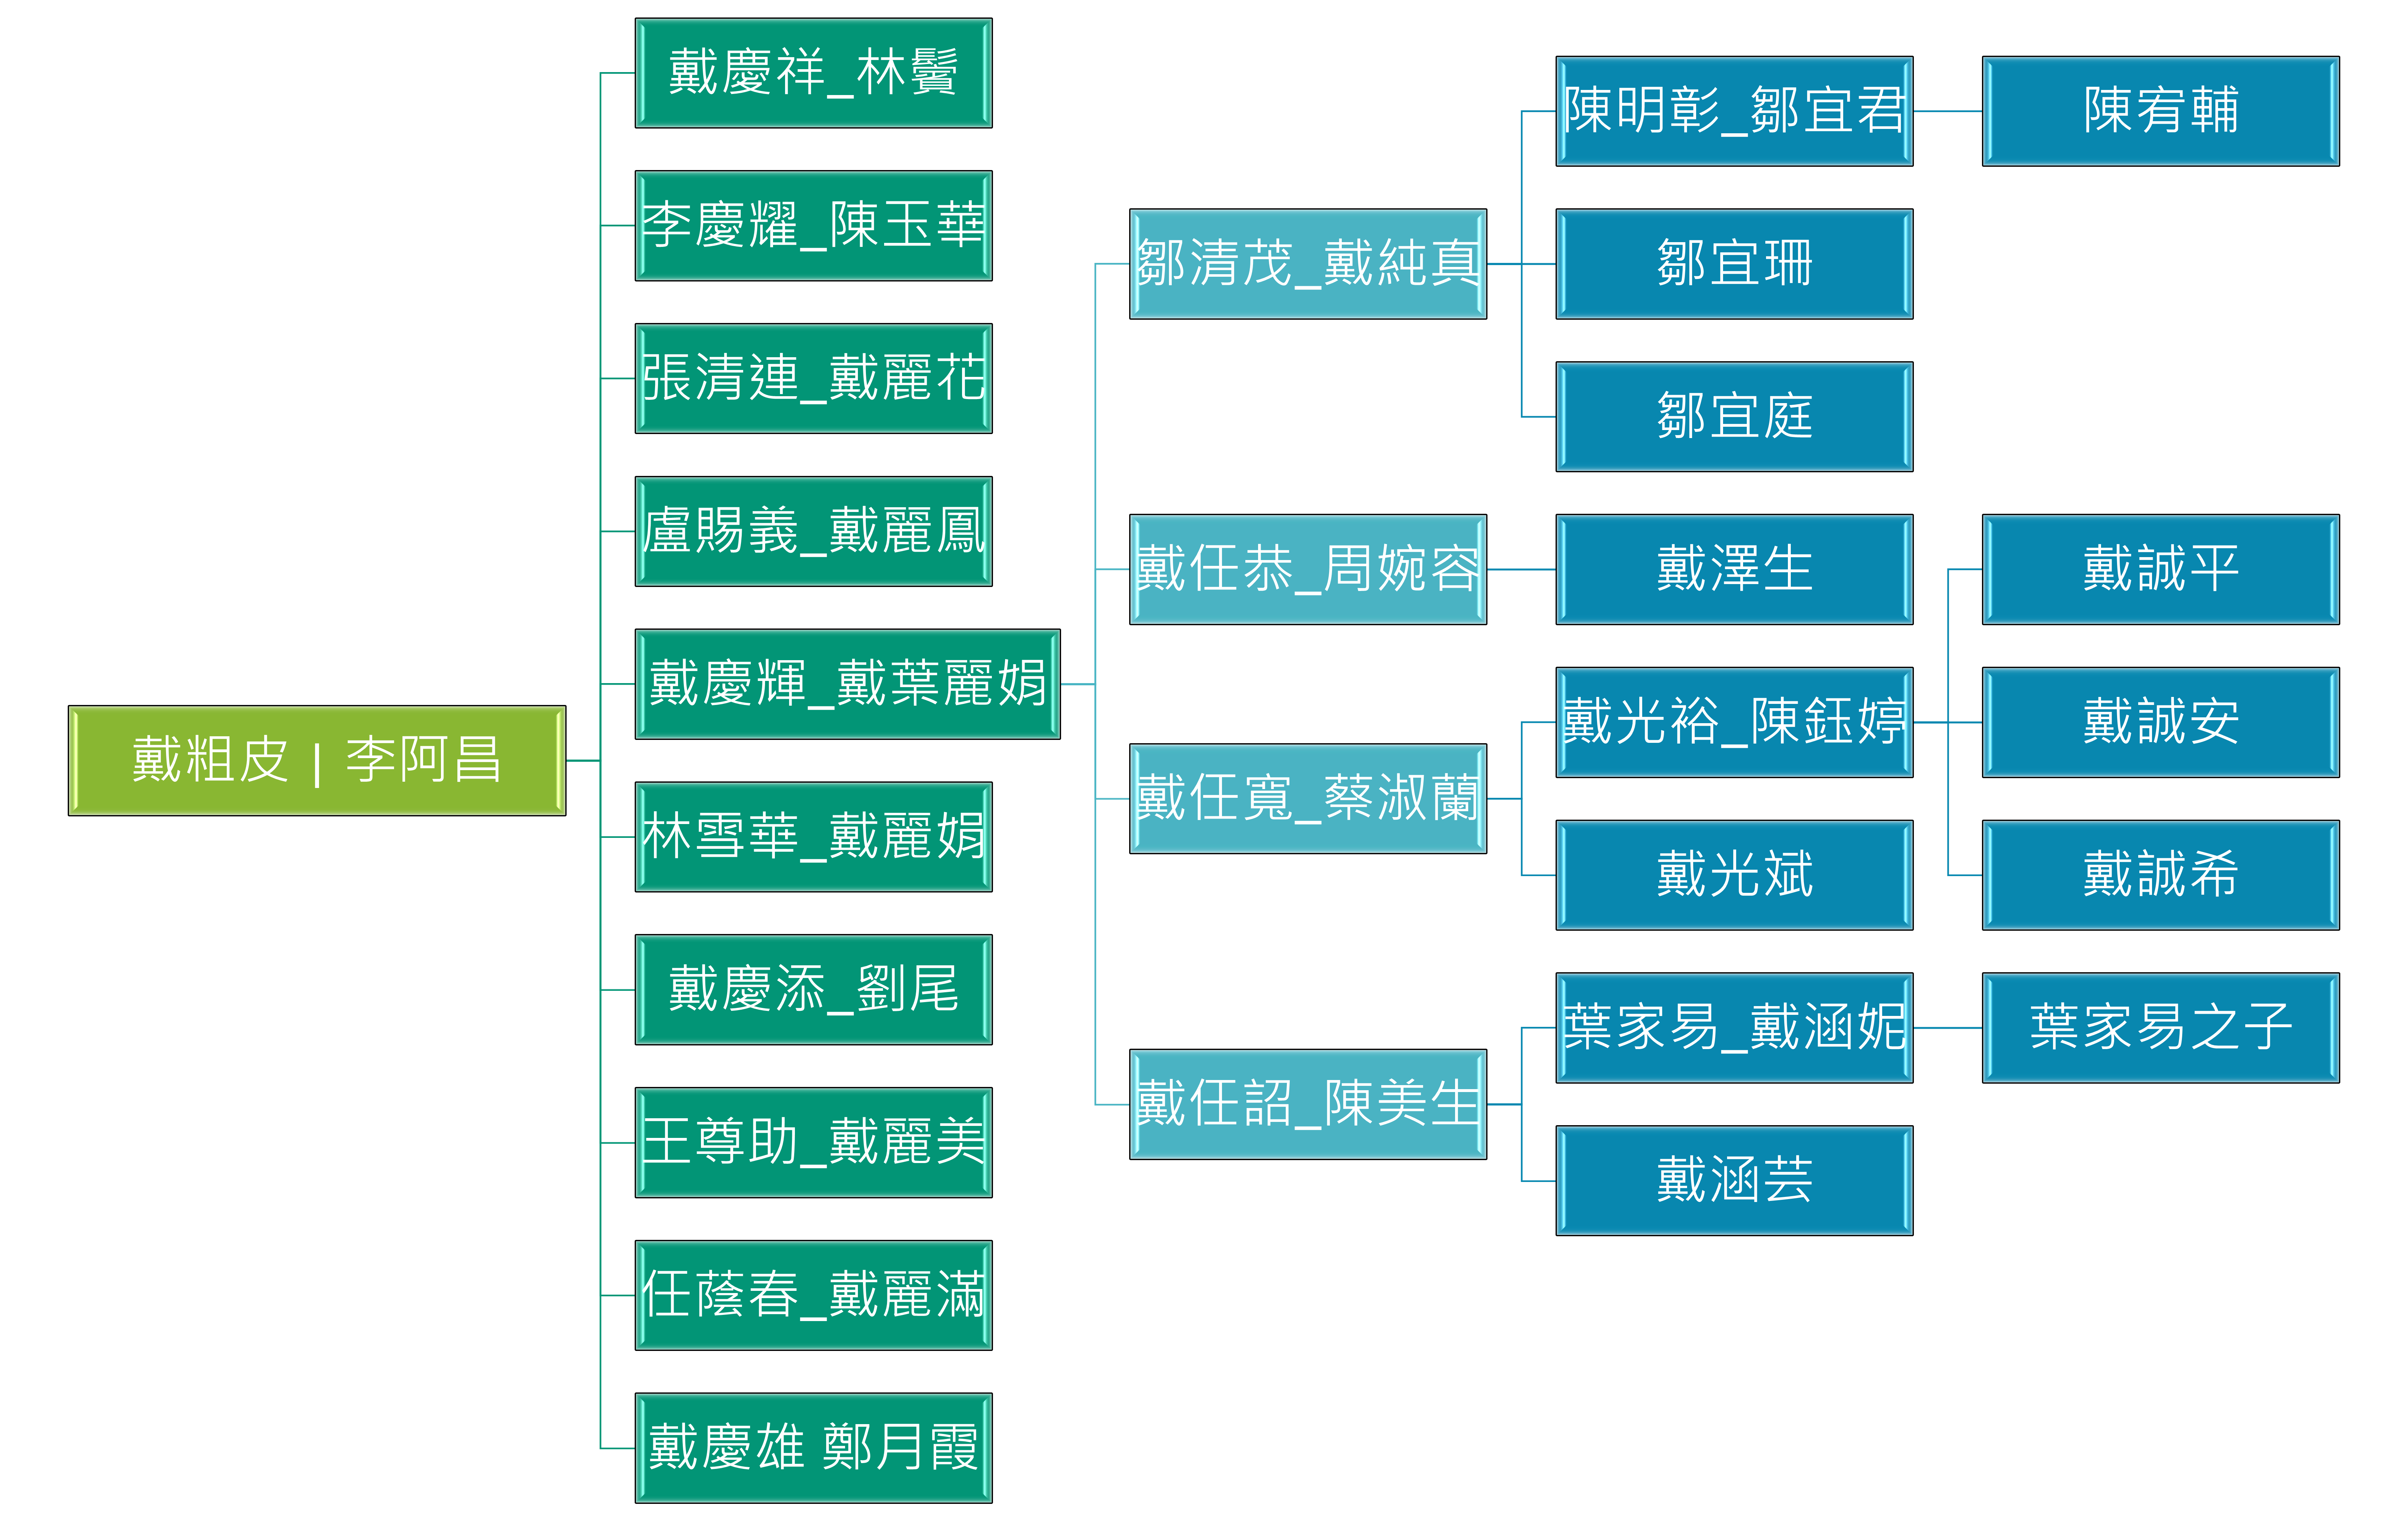 戴粗皮 | 李阿昌
戴慶祥_林鬢
李慶耀_陳玉華
張清連_戴麗花
盧賜義_戴麗鳳
戴慶輝_戴葉麗娟
林雪華_戴麗娟
戴慶添_劉尾
王尊助_戴麗美
任蔭春_戴麗滿
戴慶雄 鄭月霞
鄒清茂_戴純真
戴任恭_周婉容
戴任寬_蔡淑蘭
戴任詔_陳美生
陳明彰_鄒宜君
鄒宜珊
鄒宜庭
戴澤生
戴光裕_陳鈺婷
戴光斌
葉家易_戴涵妮
戴涵芸
陳宥輔
戴誠平
戴誠安
戴誠希
葉家易之子